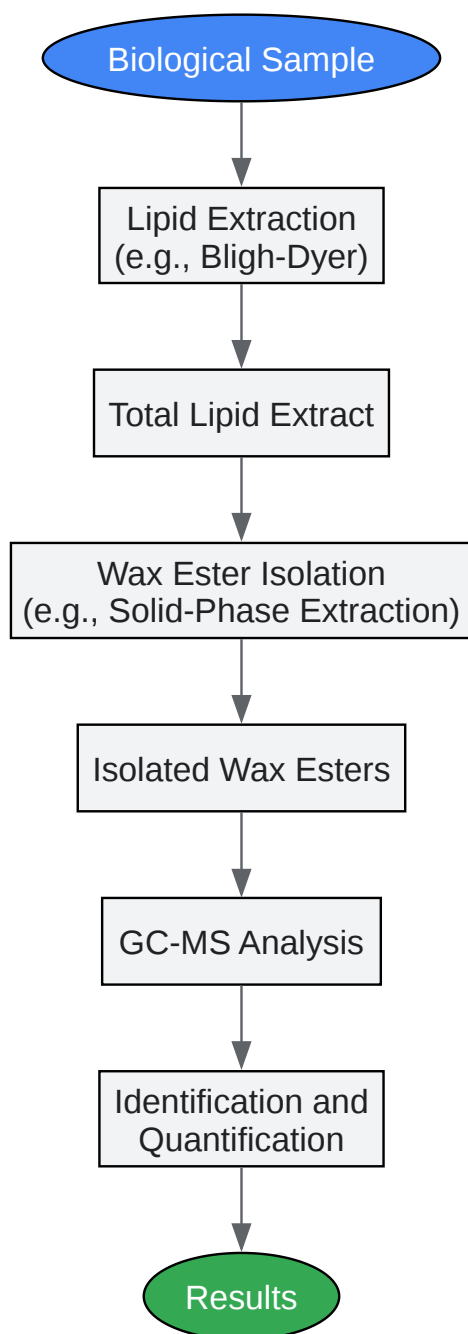 Biological Sample
Lipid Extraction
(e.g., Bligh-Dyer)
Total Lipid Extract
Wax Ester Isolation
(e.g., Solid-Phase Extraction)
Isolated Wax Esters
GC-MS Analysis
Identification and
Quantification
Results